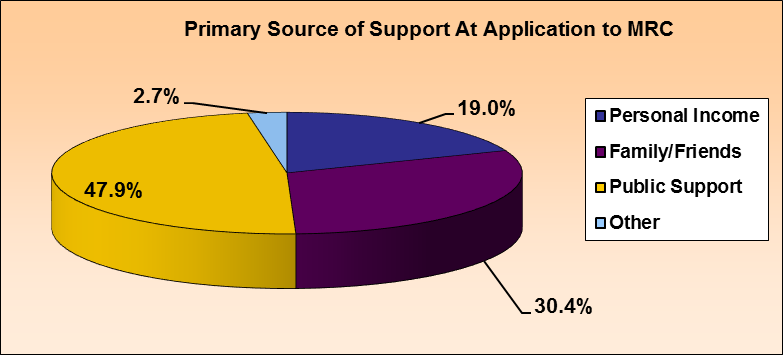 Primary Source of Support At Application to MRC
2.7%
19.0%
47.9%
30.4%
Personal Income
Family/Friends
Public Support
Other